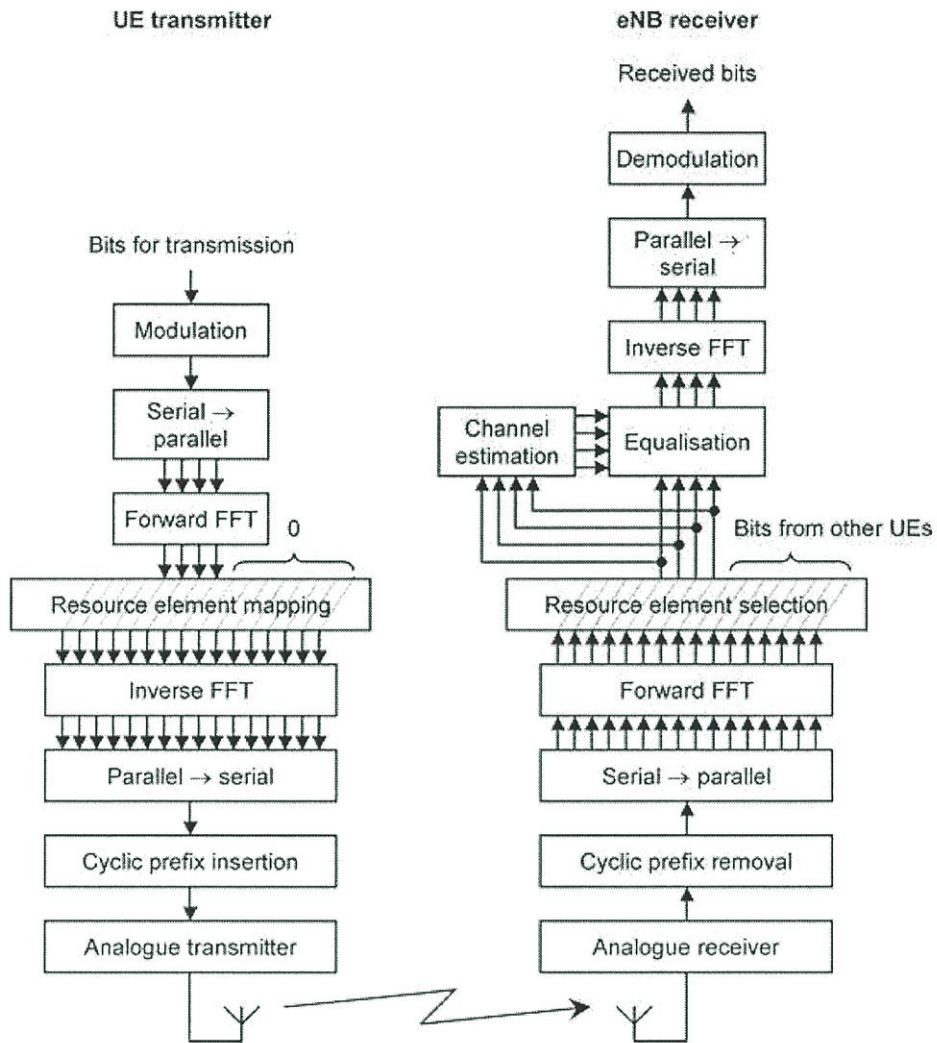 UE transmitter
eNB receiver
Bits for transmission
Modulation
Serial →
parallel
Forward FFT
0
Resource element mapping
Inverse FFT
Parallel → serial
Cyclic prefix insertion
Analogue transmitter
Received bits
Demodulation
Parallel →
serial
Inverse FFT
Channel
estimation
Equalisation
Bits from other UEs
Resource element selection
Forward FFT
Serial → parallel
Cyclic prefix removal
Analogue receiver